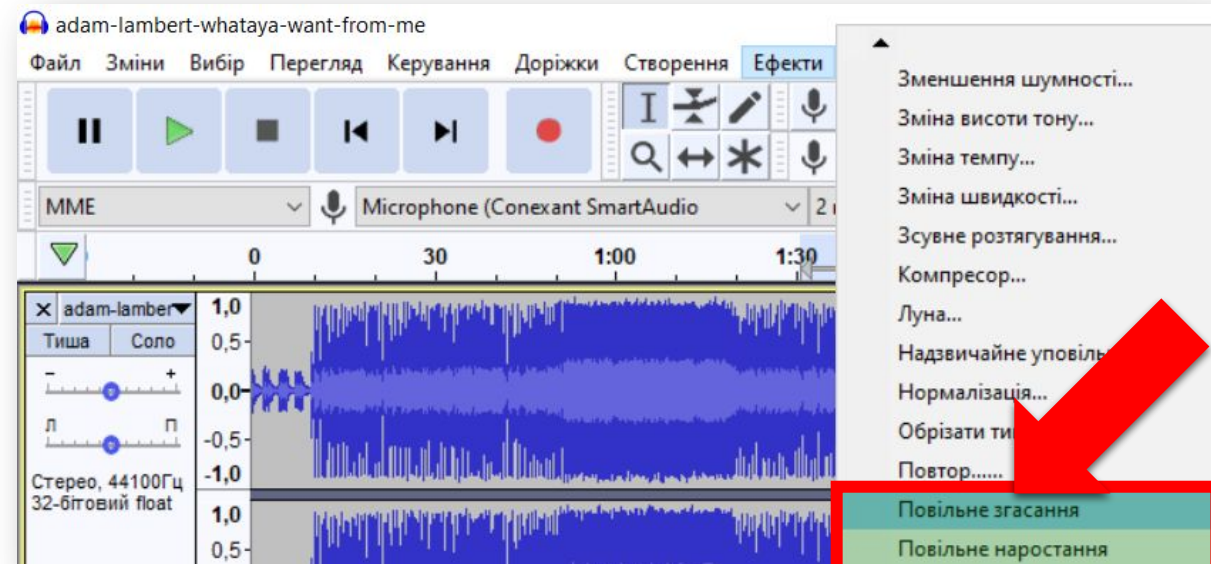 adam-lambert-whataya-want-from-me
Файл Зміни Вибір Перегляд Керування Доріжки Створення Ефекти
MME Microphone (Conexant SmartAudio 2
0 30 1:00 1:30
adam-lamber
Тиша Соло
- +
Л П
Стерео, 44100Гц
32-бітовий float
1,0
0,5
0,0
-0,5
-1,0
1,0
0,5
Зменшення шумності...
Зміна висоти тону...
Зміна темпу...
Зміна швидкості...
Зсувне розтягування...
Компресор...
Луна...
Надзвичайне
Нормалізація...
Обрізати
Повтор......
Повільне згасання
Повільне наростання